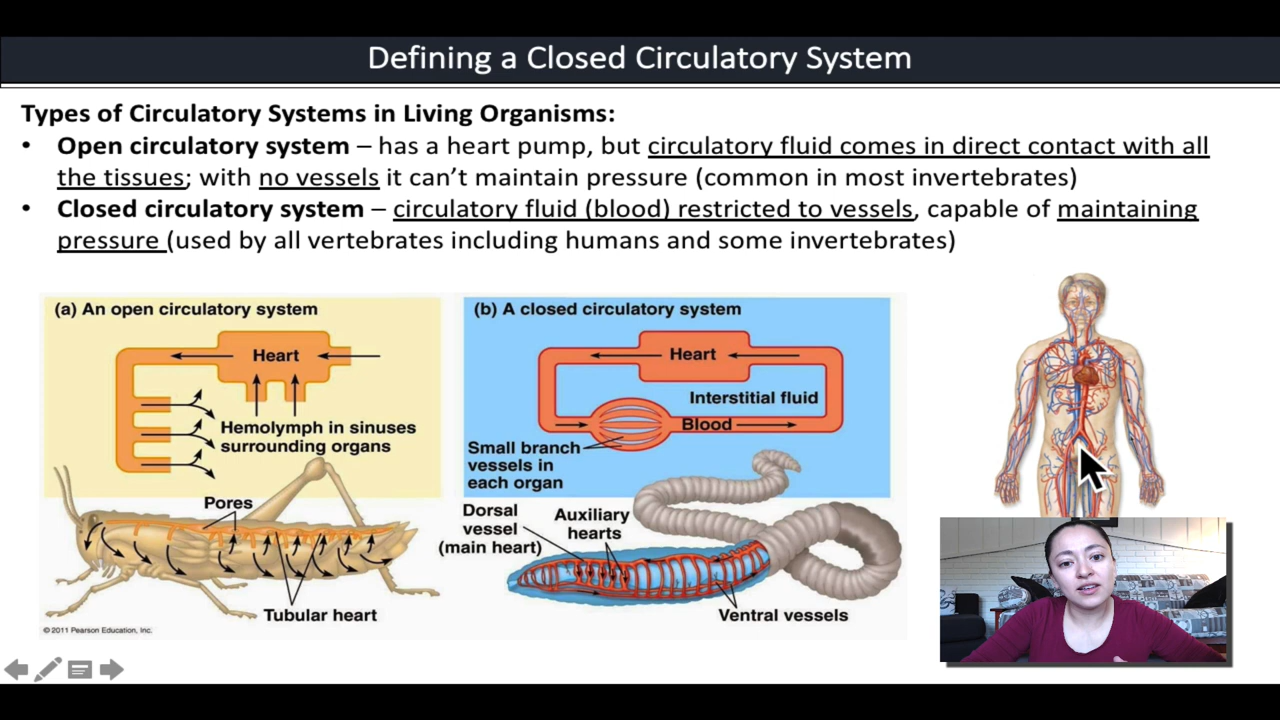 Defining a Closed Circulatory System
Types of Circulatory Systems in Living Organisms:
• Open circulatory system – has a heart pump, but circulatory fluid comes in direct contact with all
the tissues; with no vessels it can’t maintain pressure (common in most invertebrates)
• Closed circulatory system – circulatory fluid (blood) restricted to vessels, capable of maintaining
pressure (used by all vertebrates including humans and some invertebrates)
(a) An open circulatory system
Heart
Hemolymph in sinuses
surrounding organs
Pores
Tubular heart
(b) A closed circulatory system
Heart
Interstitial fluid
Blood
Small branch
vessels in
each organ
Dorsal
vessel
(main heart)
Auxiliary
hearts
Ventral vessels
© 2011 Pearson Education, Inc.